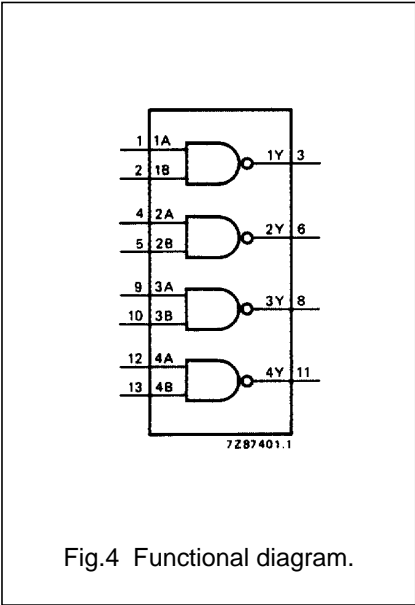 1 1A
1Y 3
2 1B
4 2A
2Y 6
5 2B
9 3A
3Y 8
10 3B
12 4A
4Y 11
13 4B
7Z87401.1
Fig.4 Functional diagram.